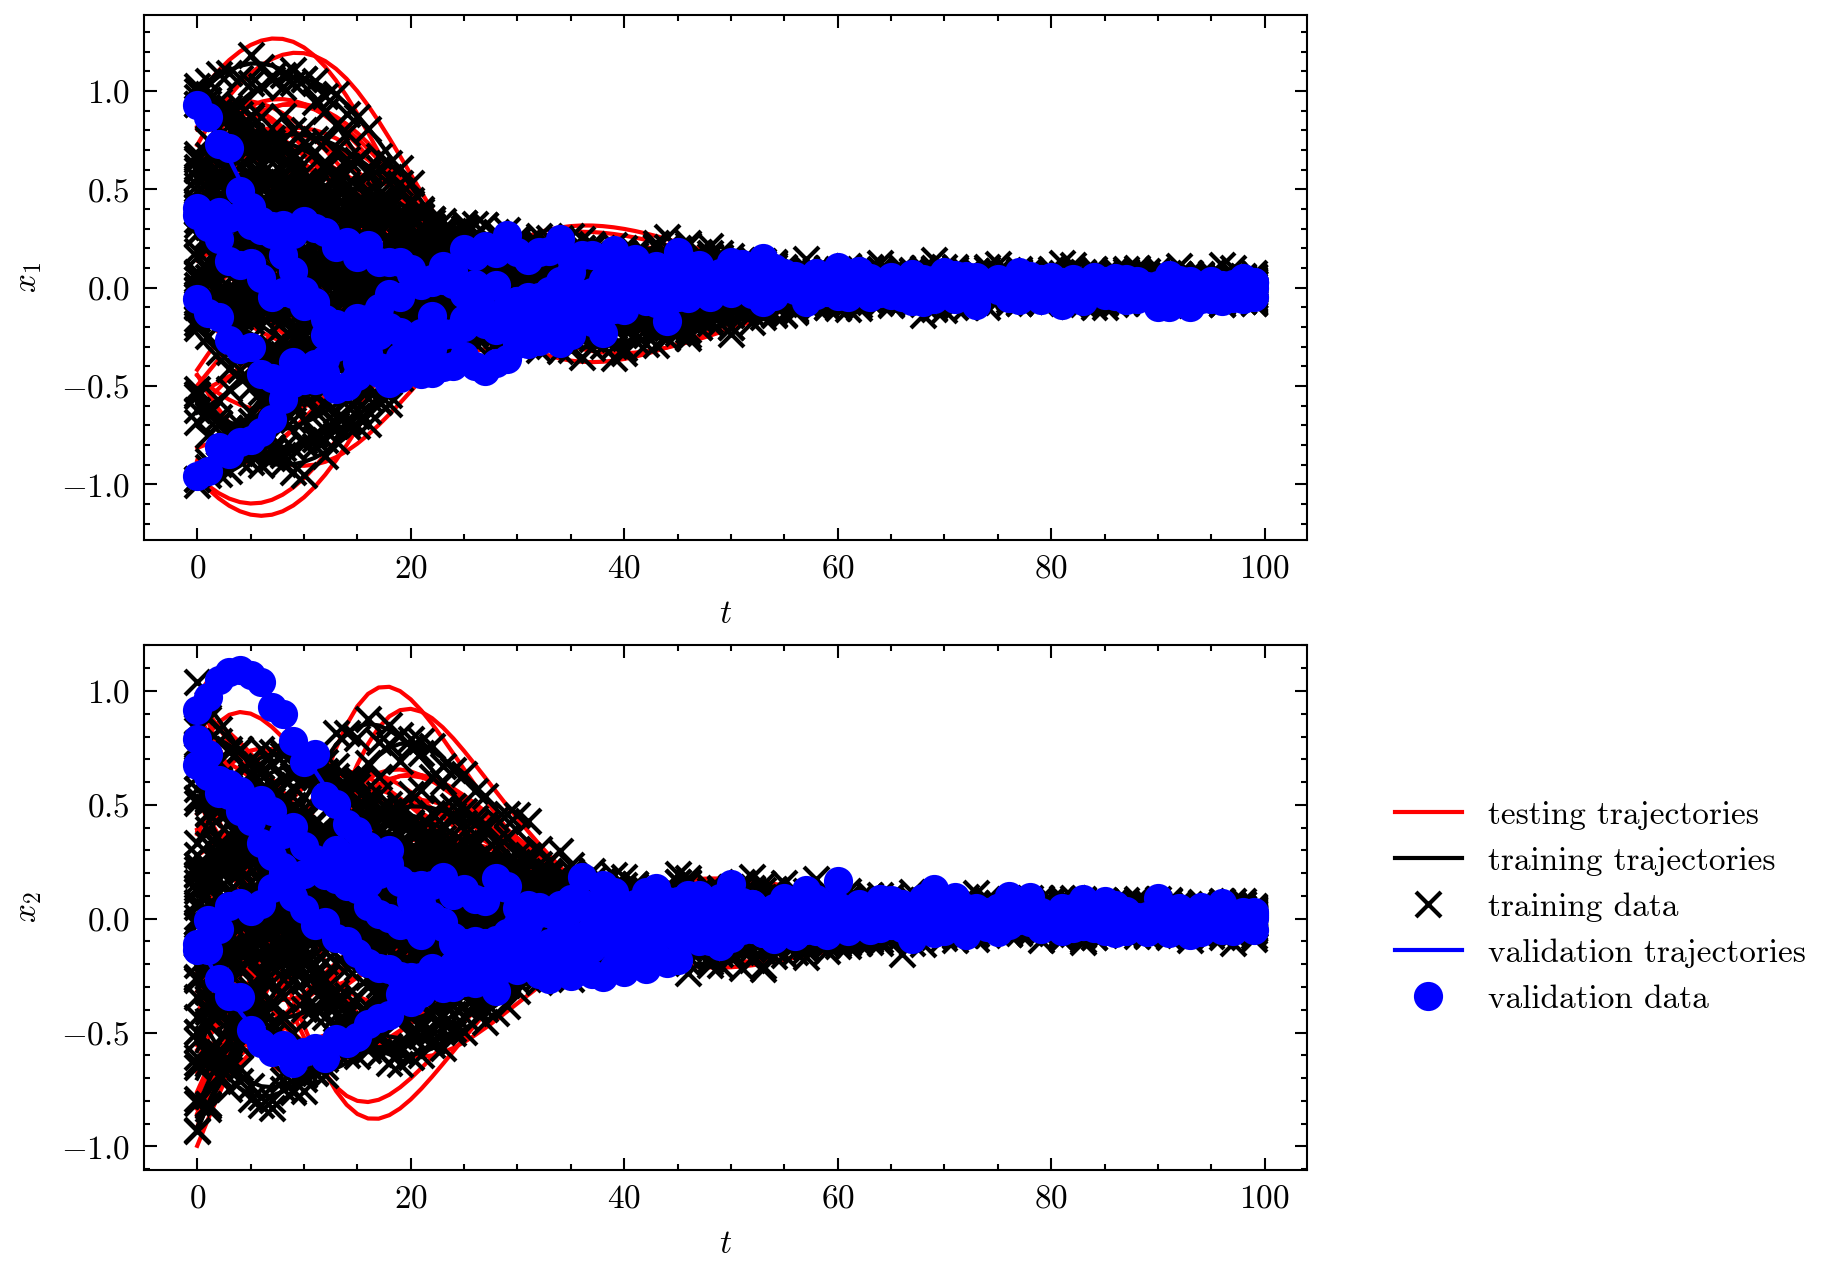 1.0
0.5
0.0
−0.5
−1.0
x₁
0 20 40 60 80 100
t
1.0
0.5
0.0
−0.5
−1.0
x₂
0 20 40 60 80 100
t
testing trajectories
training trajectories
training data
validation trajectories
validation data